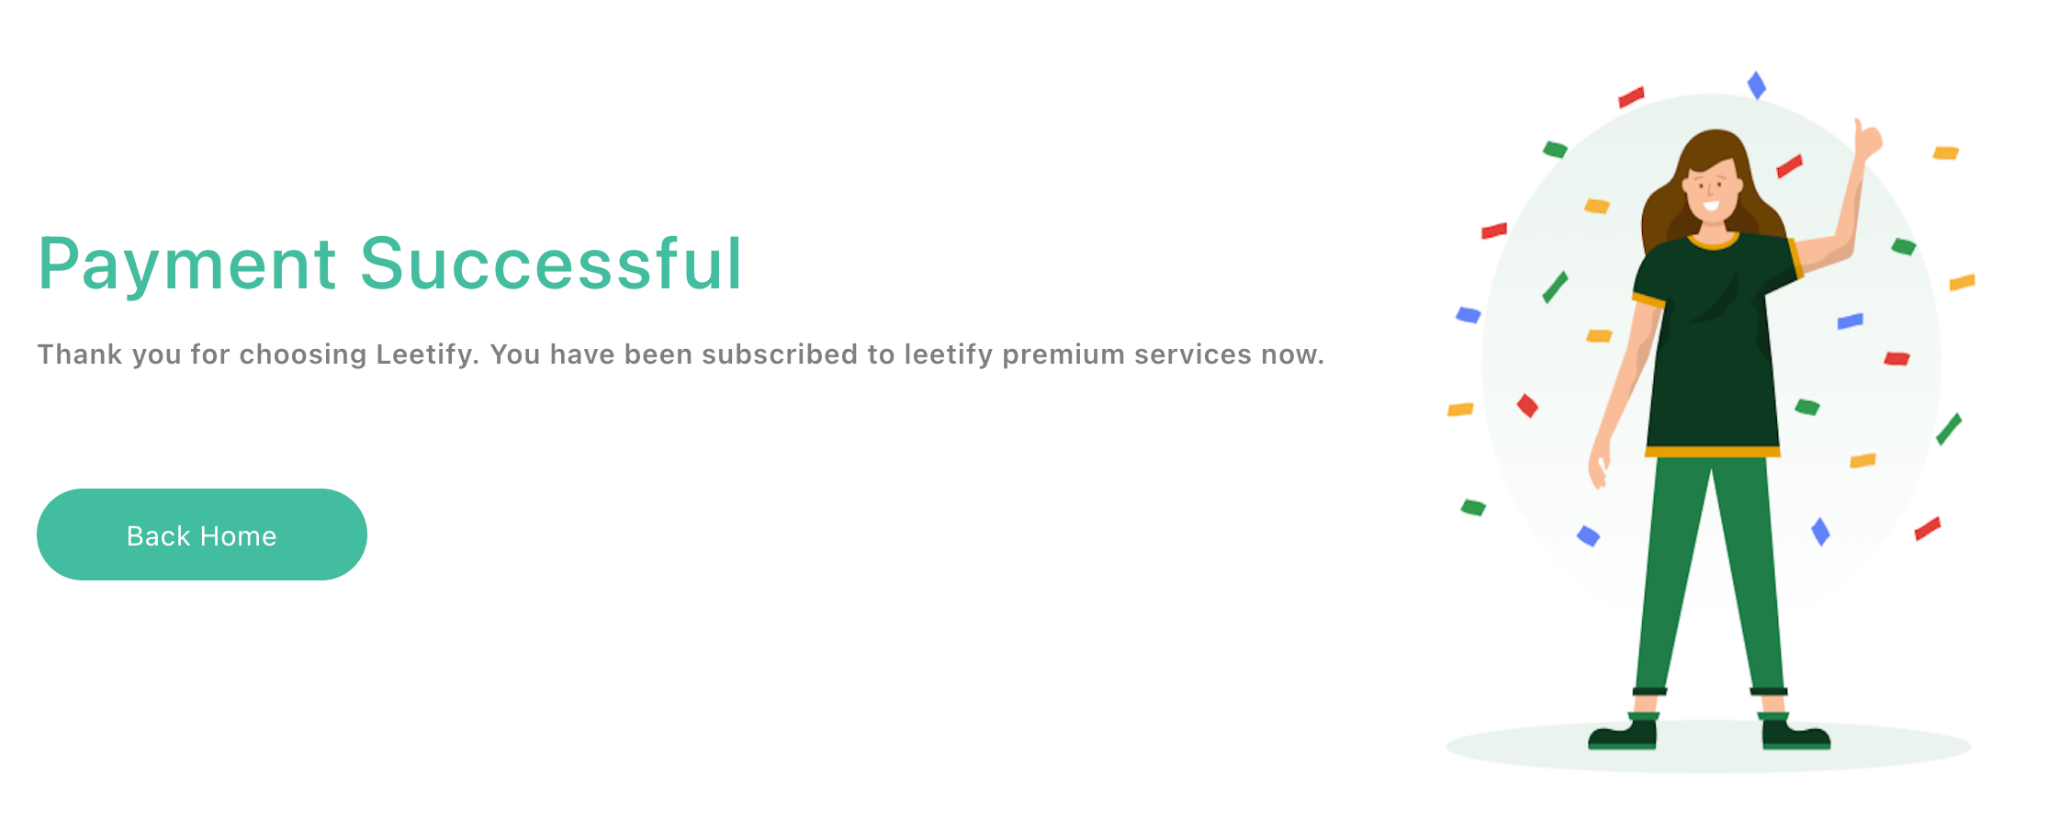 Payment Successful
Thank you for choosing Leetify. You have been subscribed to leetify premium services now.
Back Home